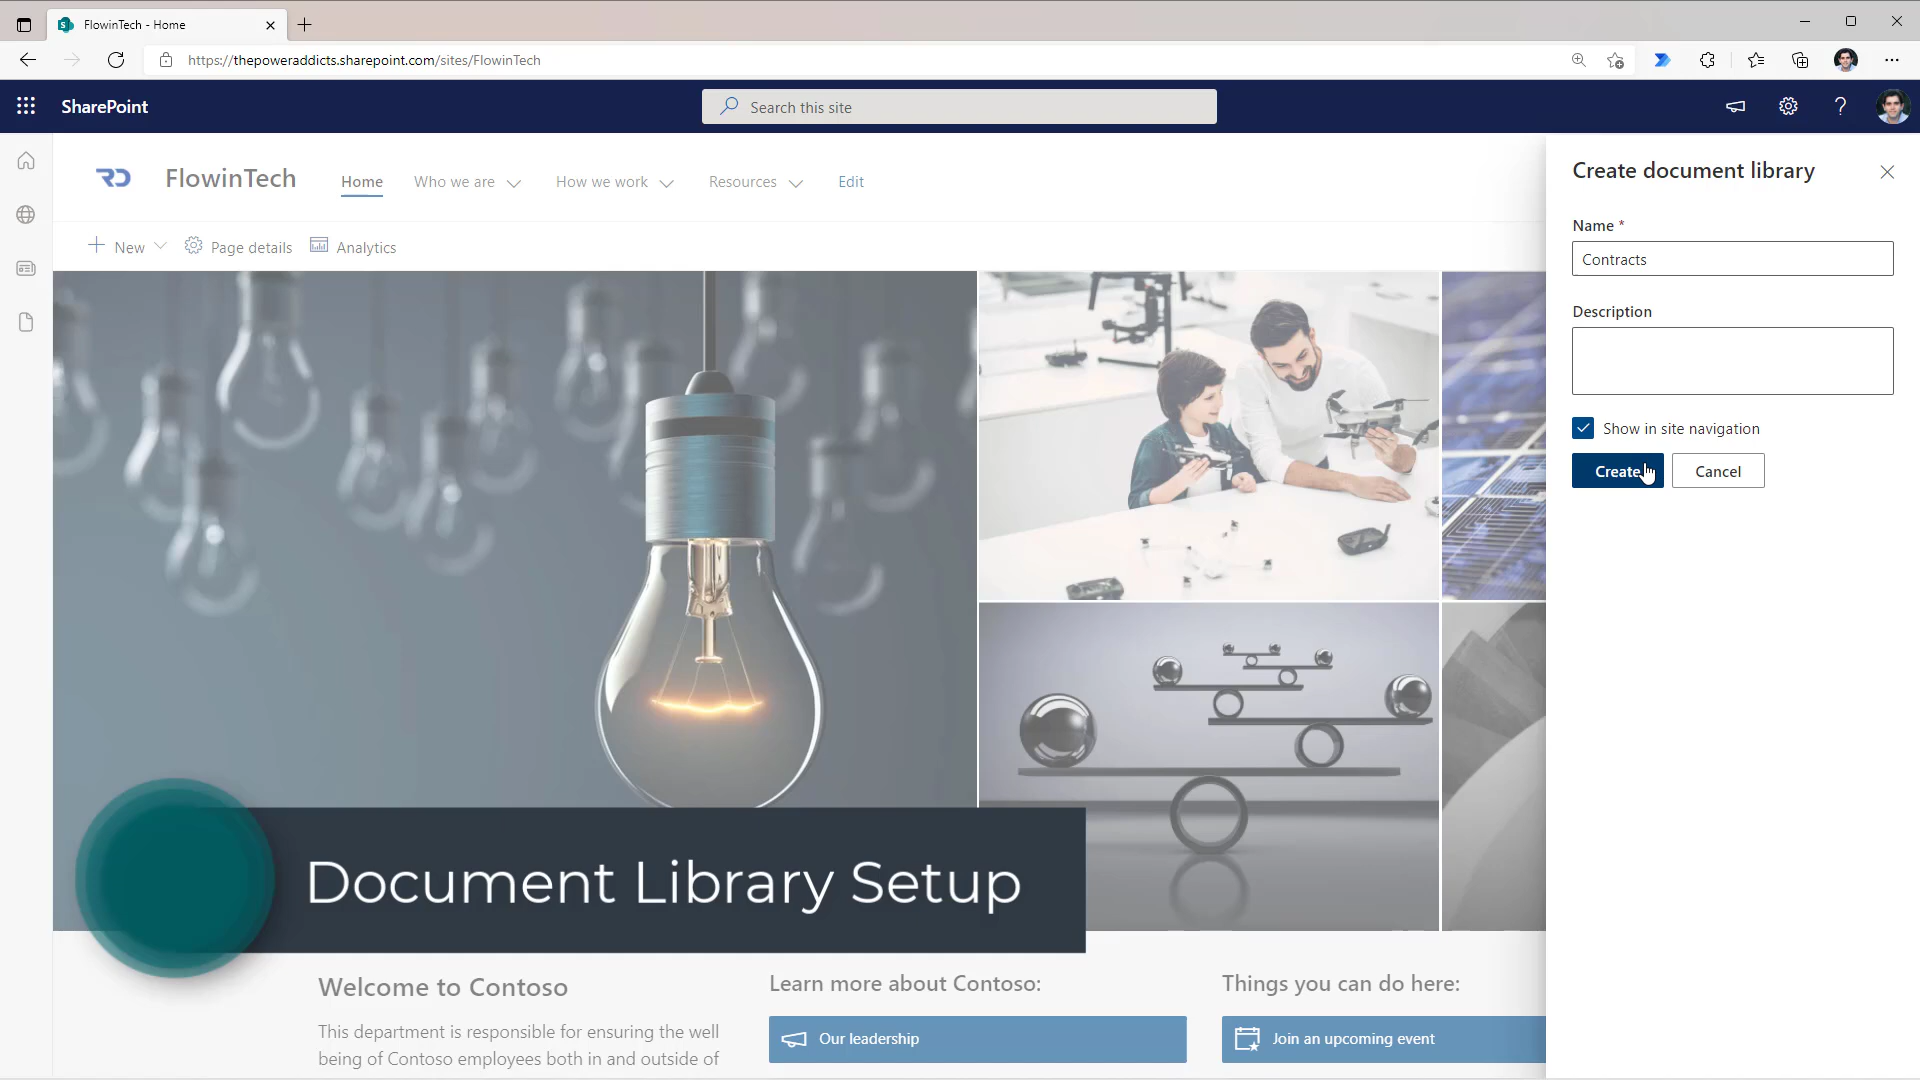 FlowinTech - Home
https://thepoweraddicts.sharepoint.com/sites/FlowinTech
SharePoint
Search this site
FlowinTech
Home
Who we are
How we work
Resources
Edit
New
Page details
Analytics
Create document library
Name *
Contracts
Description
Show in site navigation
Create
Cancel
Document Library Setup
Welcome to Contoso
This department is responsible for ensuring the well
being of Contoso employees both in and outside of
Learn more about Contoso:
Our leadership
Things you can do here:
Join an upcoming event